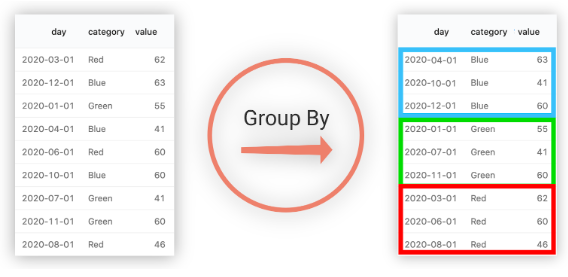 day category value
2020-03-01 Red 62
2020-12-01 Blue 63
2020-01-01 Green 55
2020-04-01 Blue 41
2020-06-01 Red 60
2020-10-01 Blue 60
2020-07-01 Green 41
2020-11-01 Green 60
2020-08-01 Red 46
Group By
day category value
2020-04-01 Blue 63
2020-10-01 Blue 41
2020-12-01 Blue 60
2020-01-01 Green 55
2020-07-01 Green 41
2020-11-01 Green 60
2020-03-01 Red 62
2020-06-01 Red 60
2020-08-01 Red 46